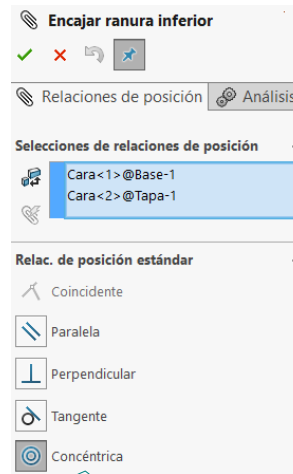 Encajar ranura inferior
Relaciones de posición Análisis
Selecciones de relaciones de posición
Cara<1>@Base-1
Cara<2>@Tapa-1
Relac. de posición estándar
Coincidente
Paralela
Perpendicular
Tangente
Concéntrica